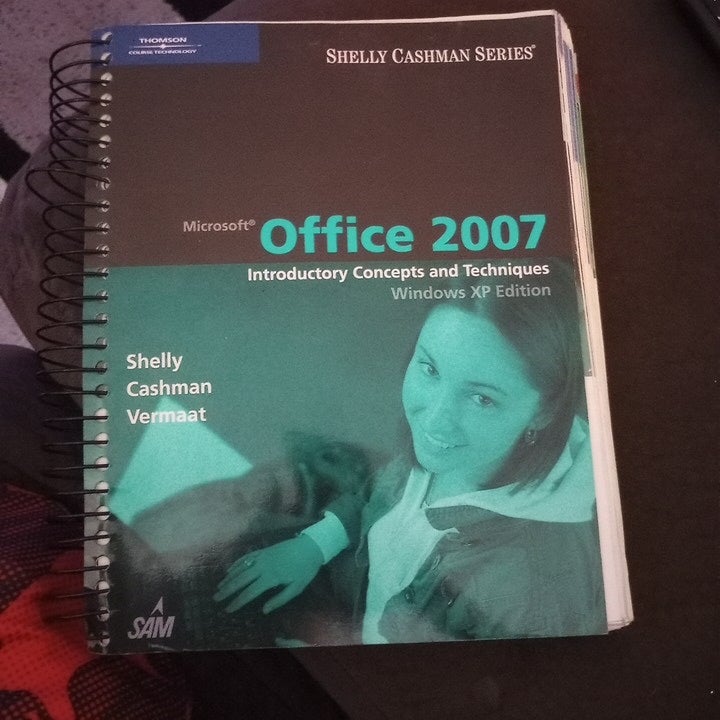 THOMSON
COURSE TECHNOLOGY
SHELLY CASHMAN SERIES®
Microsoft®
Office 2007
Introductory Concepts and Techniques
Windows XP Edition
Shelly
Cashman
Vermaat
SAM